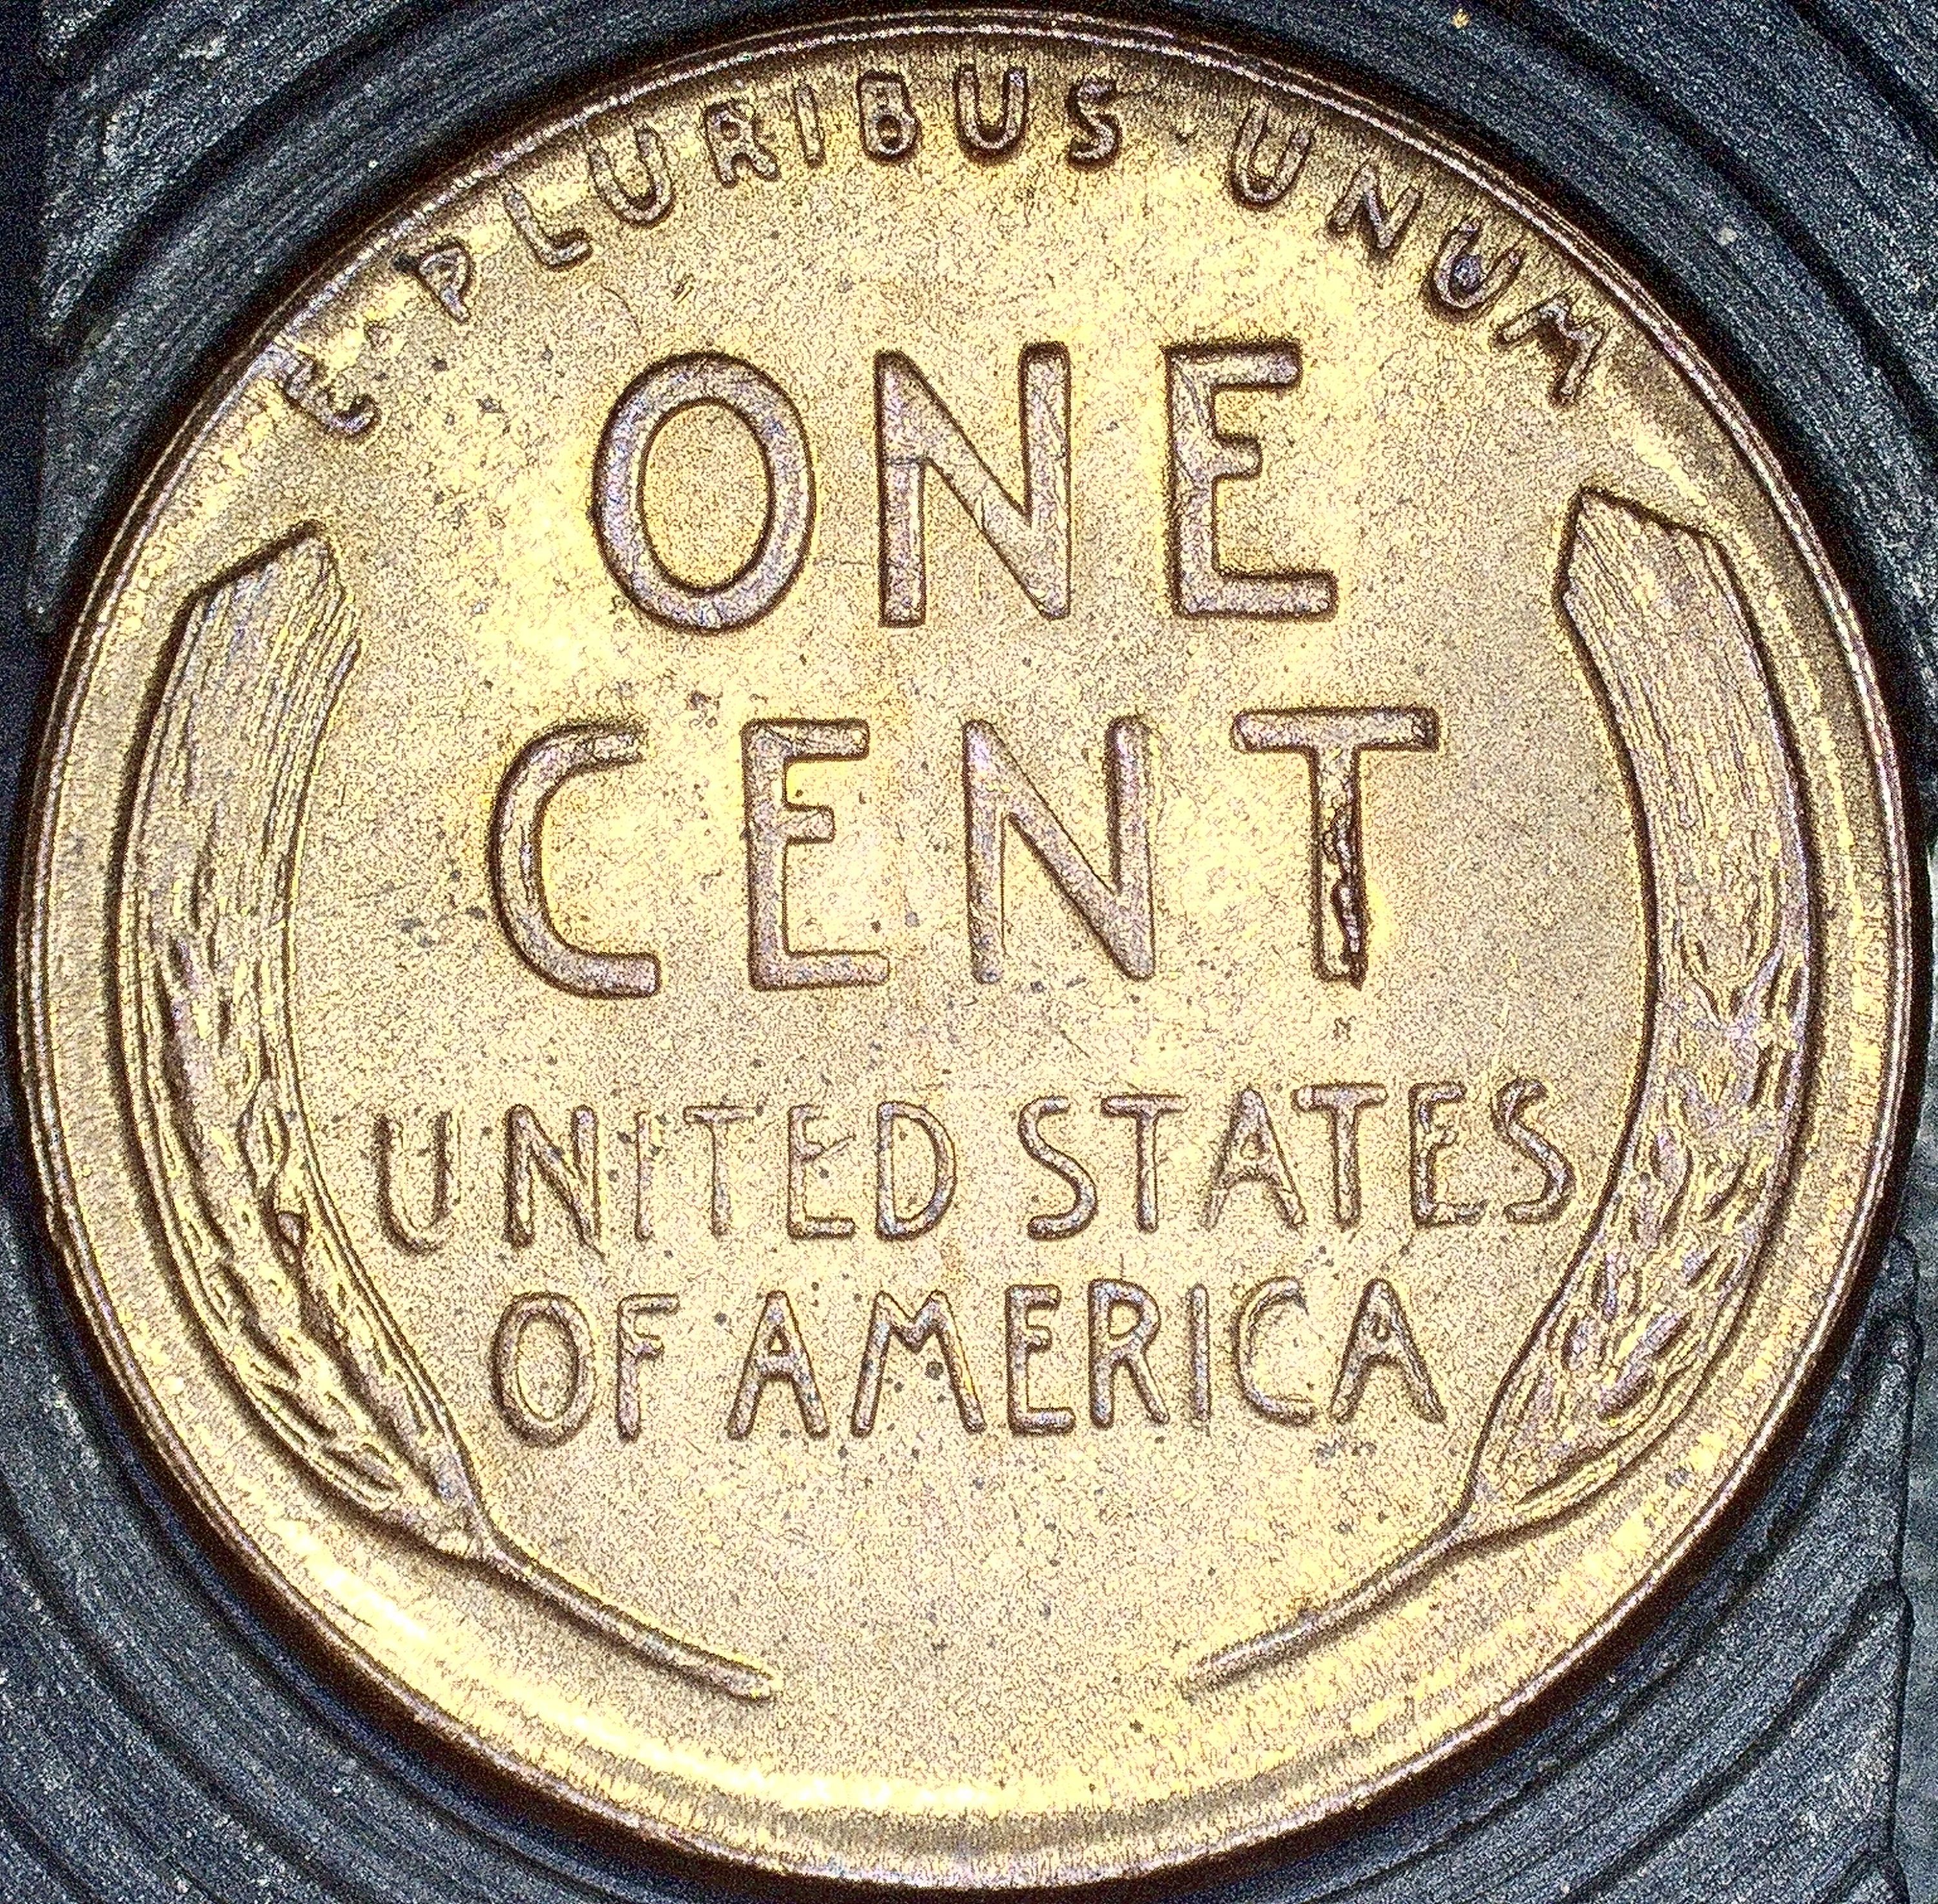 E · PLURIBUS · UNUM
ONE
CENT
UNITED STATES
OF AMERICA